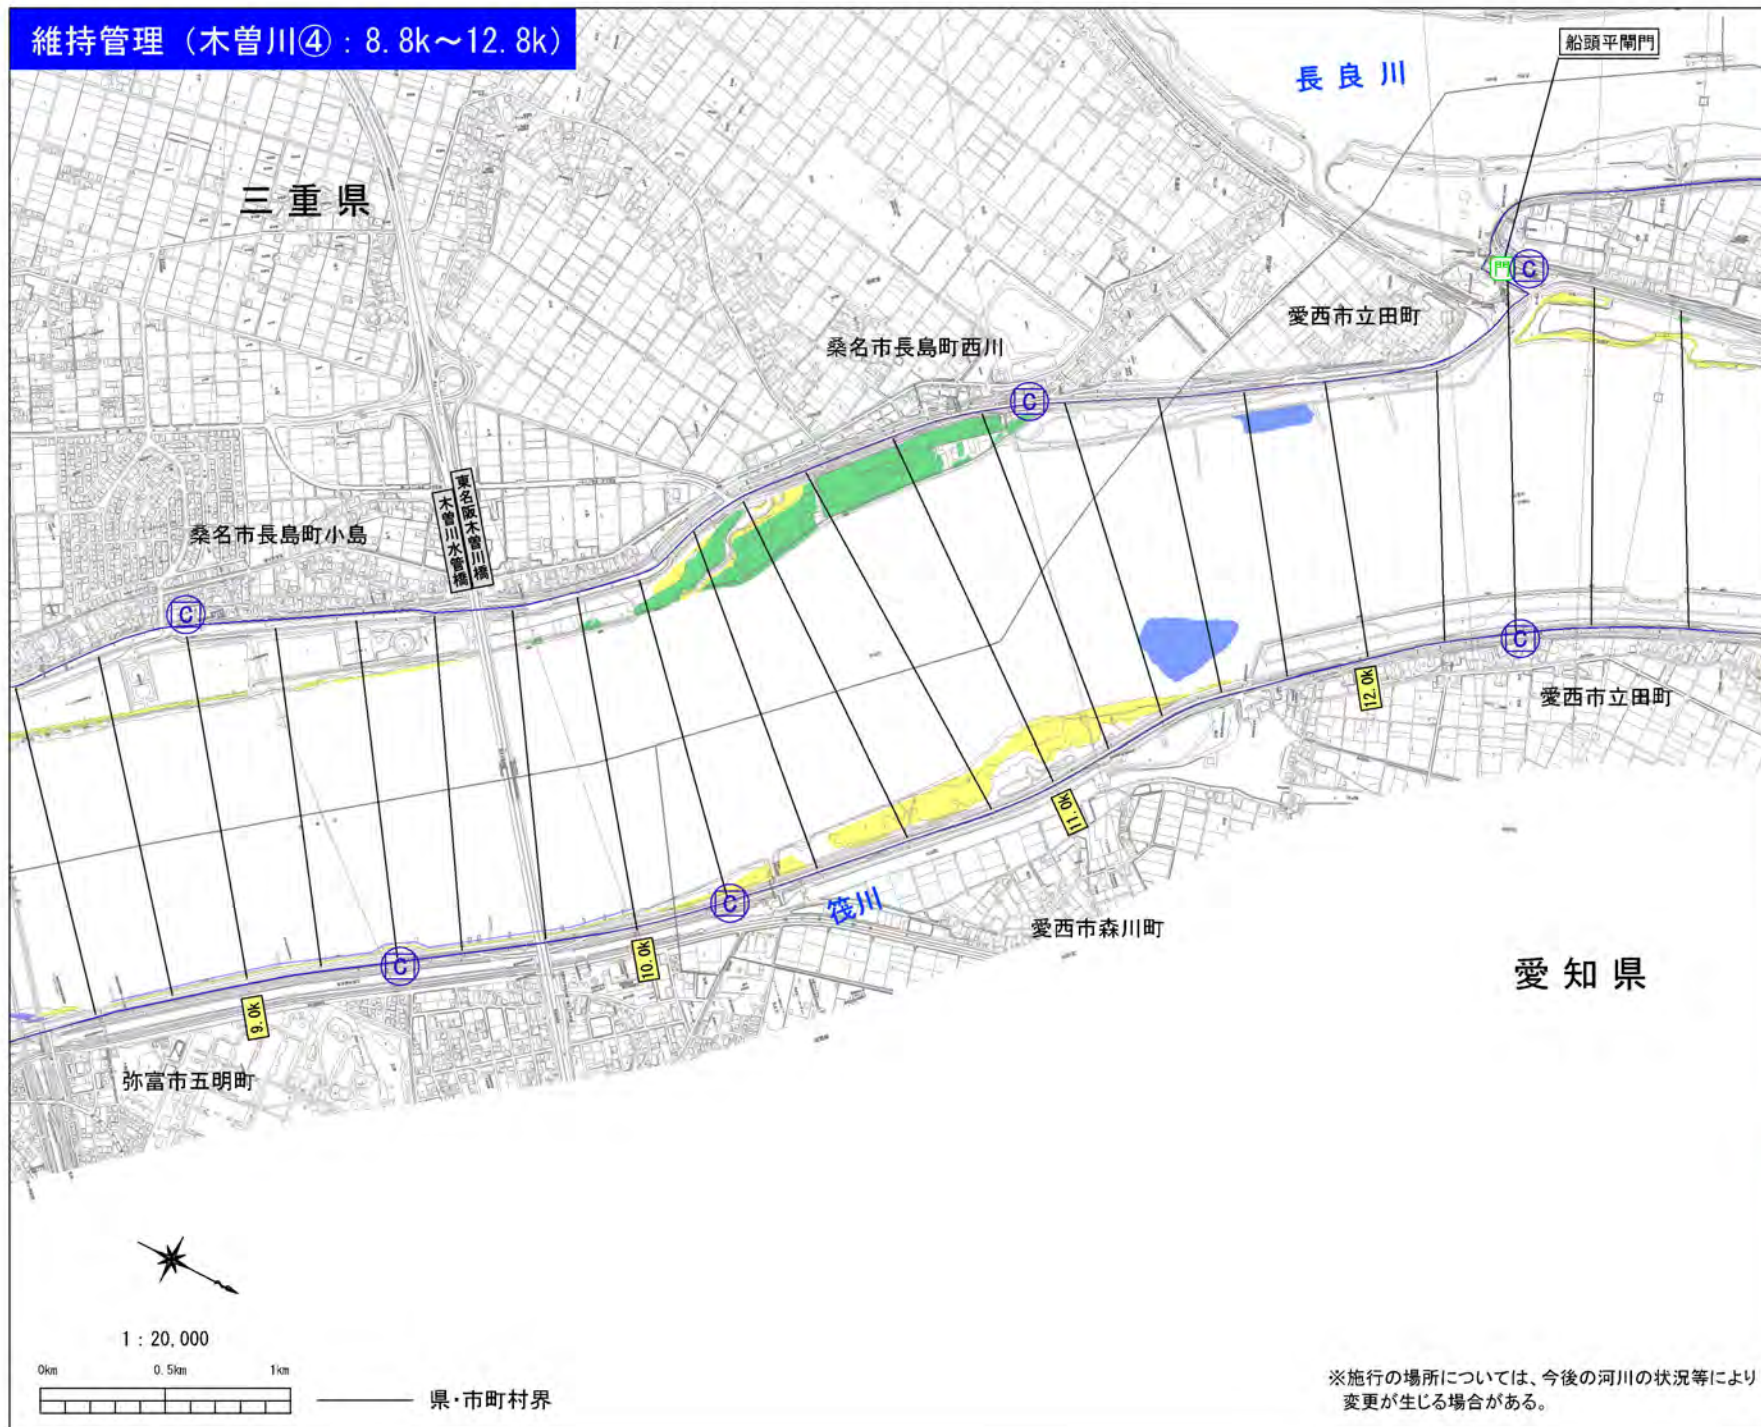 維持管理（木曽川④：8.8k～12.8k）
船頭平閘門
長良川
三重県
門
C
愛西市立田町
桑名市長島町西川
C
東名阪木曽川橋
木曽川水管橋
桑名市長島町小島
C
C
12.0k
愛西市立田町
11.0k
C
筏川
愛西市森川町
10.0k
C
愛知県
9.0k
弥富市五明町
1：20,000
0km 0.5km 1km
県・市町村界
※施行の場所については、今後の河川の状況等により
変更が生じる場合がある。